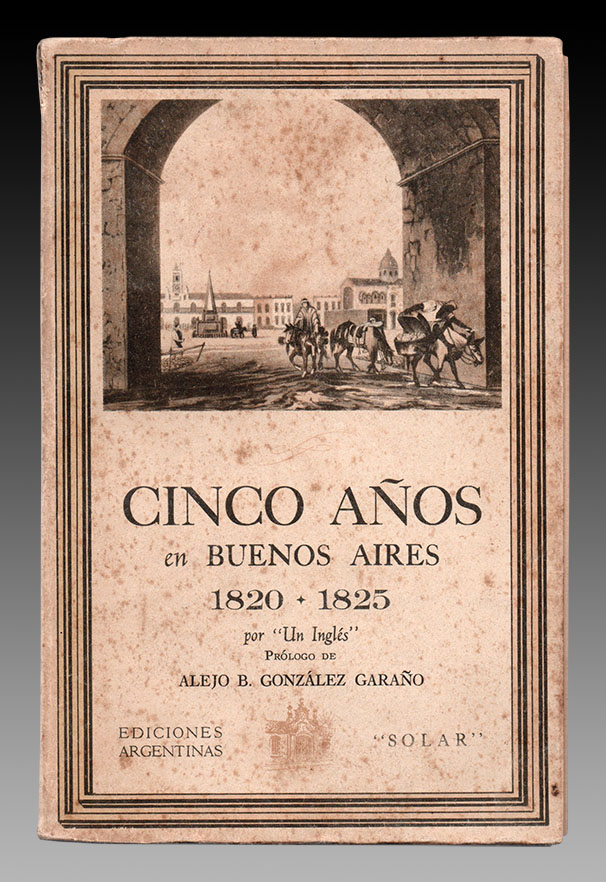 CINCO AÑOS
en BUENOS AIRES
1820 + 1825
por "Un Inglés"
PRÓLOGO DE
ALEJO B. GONZÁLEZ GARAÑO
EDICIONES
ARGENTINAS
"SOLAR"